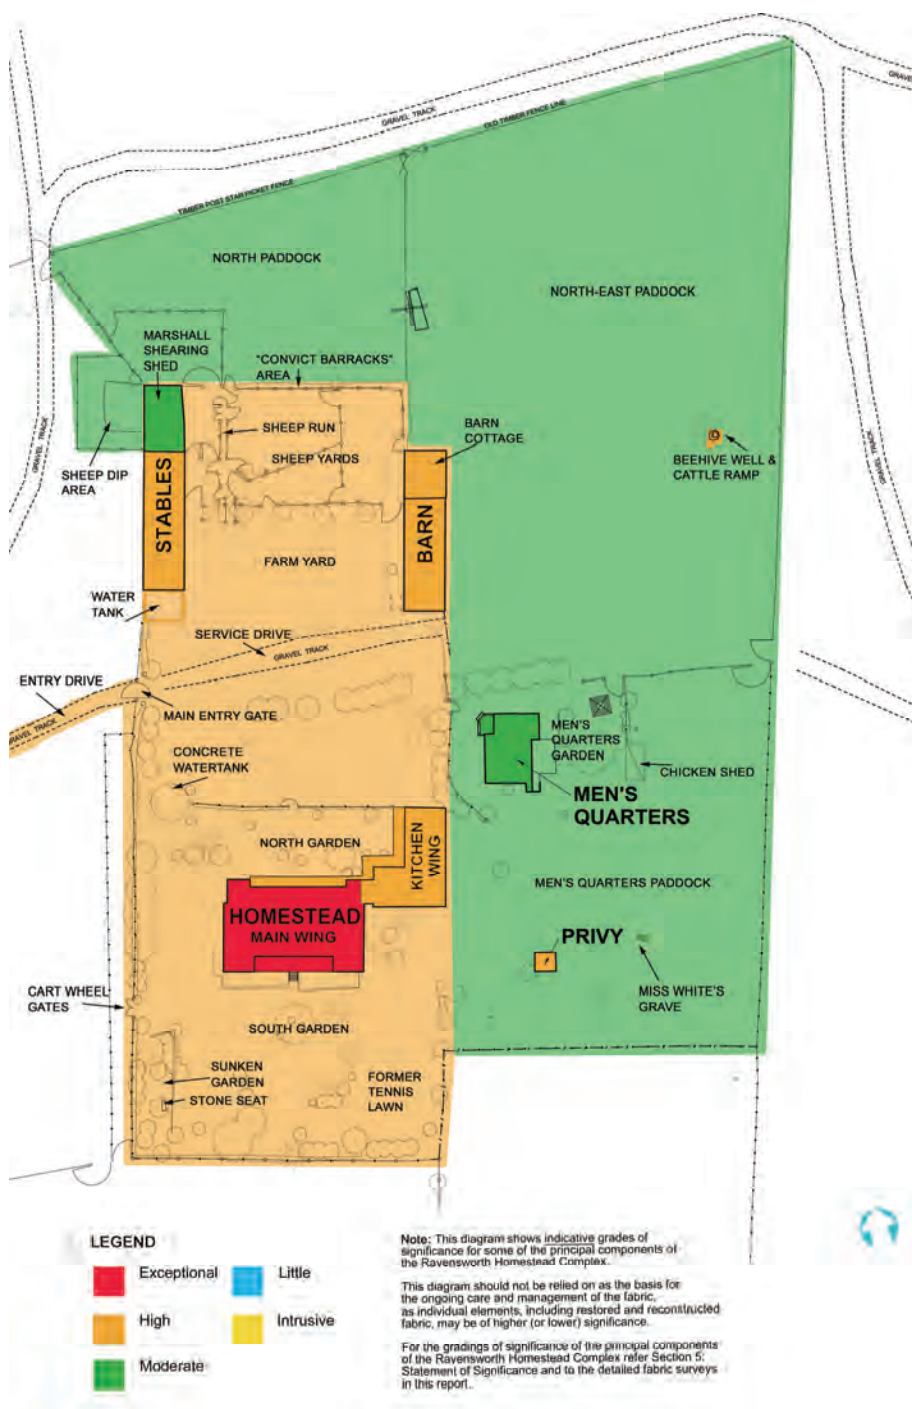 GRAVEL TRACK
GRAVE
OLD TIMBER FENCE LINE
TIMBER POST STAR PICKET FENCE
NORTH PADDOCK
NORTH-EAST PADDOCK
MARSHALL
SHEARING
SHED
"CONVICT BARRACKS"
AREA
SHEEP RUN
SHEEP YARDS
BARN
COTTAGE
GRAVEL TRACK
SHEEP DIP
AREA
STABLES
BARN
BEEHIVE WELL &
CATTLE RAMP
FARM YARD
WATER
TANK
SERVICE DRIVE
GRAVEL TRACK
ENTRY DRIVE
RAVEL TRACK
MAIN ENTRY GATE
MEN'S
QUARTERS
GARDEN
CONCRETE
WATERTANK
CHICKEN SHED
MEN'S
QUARTERS
NORTH GARDEN
KITCHEN
WING
MEN'S QUARTERS PADDOCK
HOMESTEAD
MAIN WING
PRIVY
CART WHEEL
GATES
MISS WHITE'S
GRAVE
SOUTH GARDEN
SUNKEN
GARDEN
STONE SEAT
FORMER
TENNIS
LAWN
LEGEND
Exceptional
Little
High
Intrusive
Moderate
Note: This diagram shows indicative grades of
significance for some of the principal components of
the Ravensworth Homestead Complex.
This diagram should not be relied on as the basis for
the ongoing care and management of the fabric,
as individual elements, including restored and reconstructed
fabric, may be of higher (or lower) significance.
For the gradings of significance of the principal components
of the Ravensworth Homestead Complex refer Section 5:
Statement of Significance and to the detailed fabric surveys
in this report.